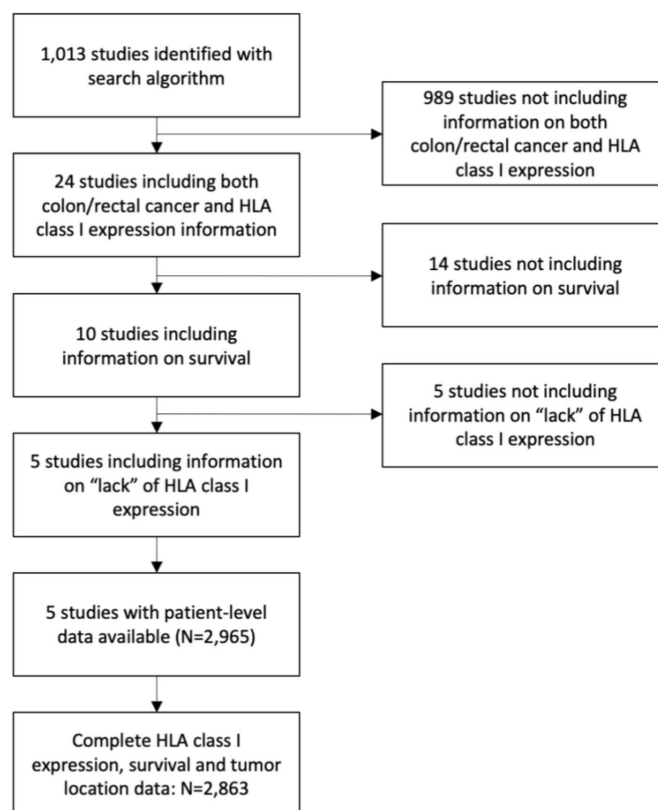 1,013 studies identified with
search algorithm
989 studies not including
information on both
colon/rectal cancer and HLA
class I expression
24 studies including both
colon/rectal cancer and HLA
class I expression information
14 studies not including
information on survival
10 studies including
information on survival
5 studies not including
information on “lack” of HLA
class I expression
5 studies including information
on “lack” of HLA class I
expression
5 studies with patient-level
data available (N=2,965)
Complete HLA class I
expression, survival and tumor
location data: N=2,863